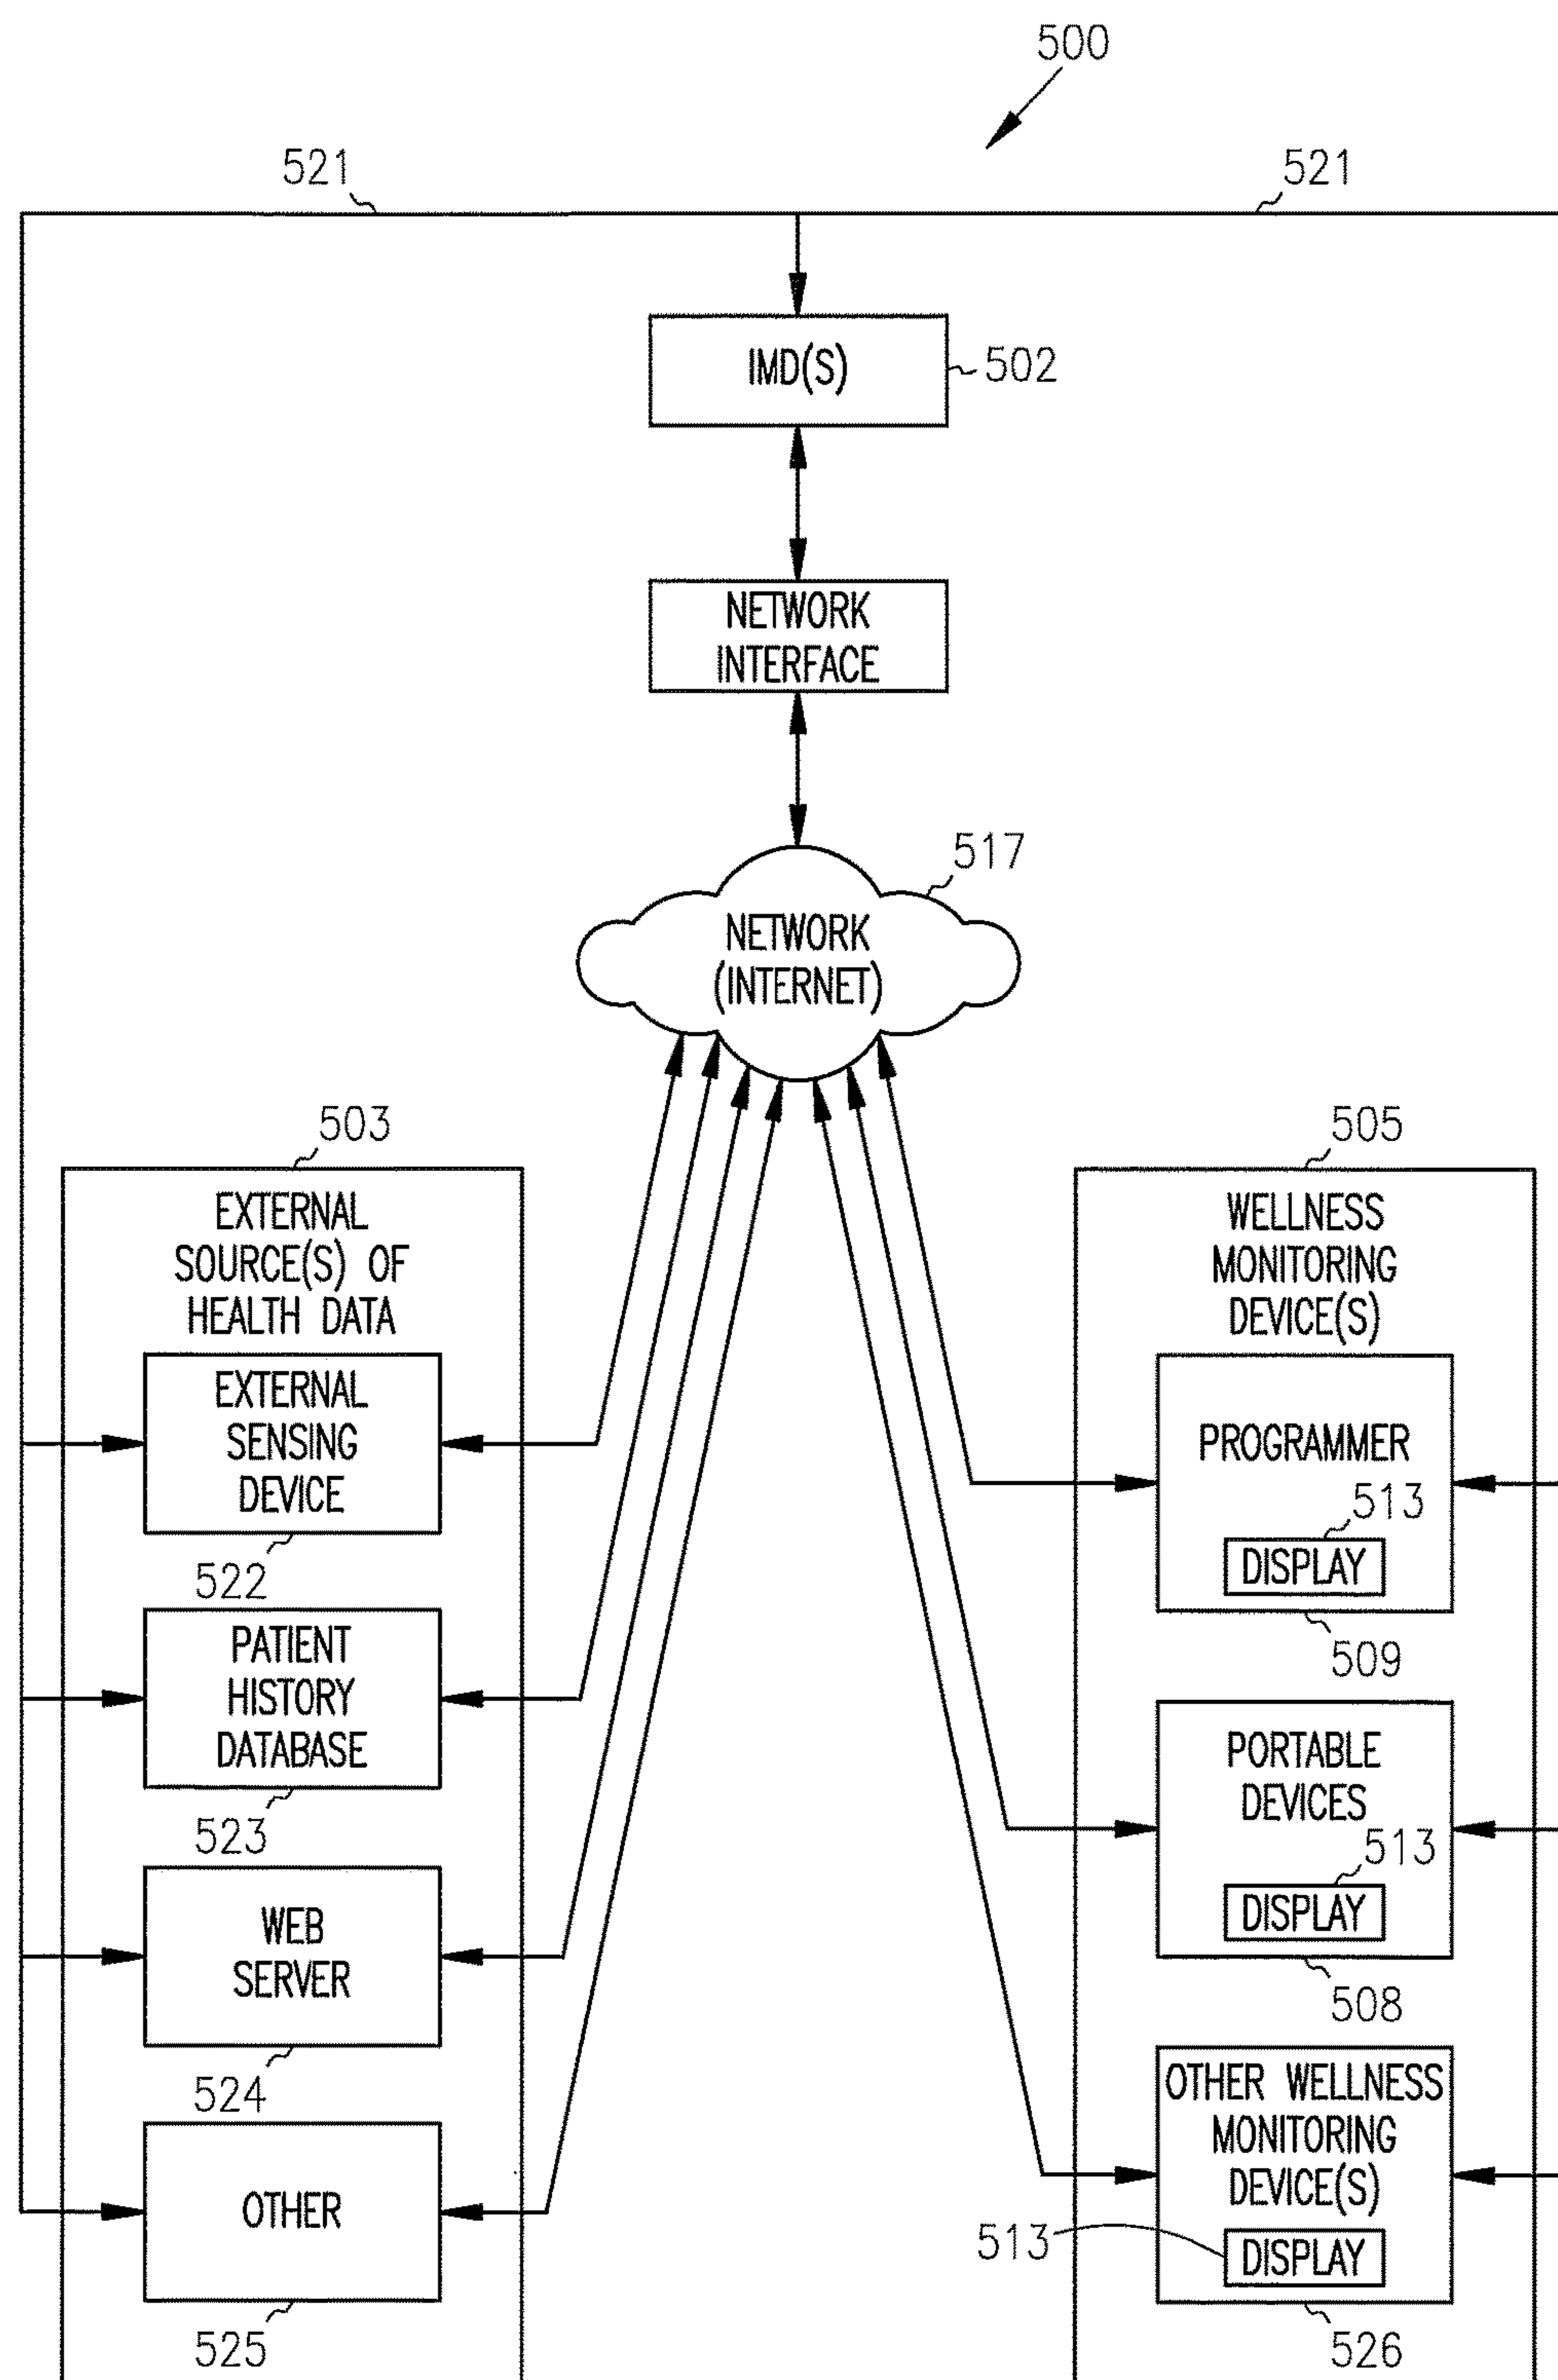 500
521
521
IMD(S)
502
NETWORK
INTERFACE
517
NETWORK
(INTERNET)
503
EXTERNAL
SOURCE(S) OF
HEALTH DATA
EXTERNAL
SENSING
DEVICE
522
PATIENT
HISTORY
DATABASE
523
WEB
SERVER
524
OTHER
525
505
WELLNESS
MONITORING
DEVICE(S)
PROGRAMMER
513
DISPLAY
509
PORTABLE
DEVICES
513
DISPLAY
508
OTHER WELLNESS
MONITORING
DEVICE(S)
513
DISPLAY
526